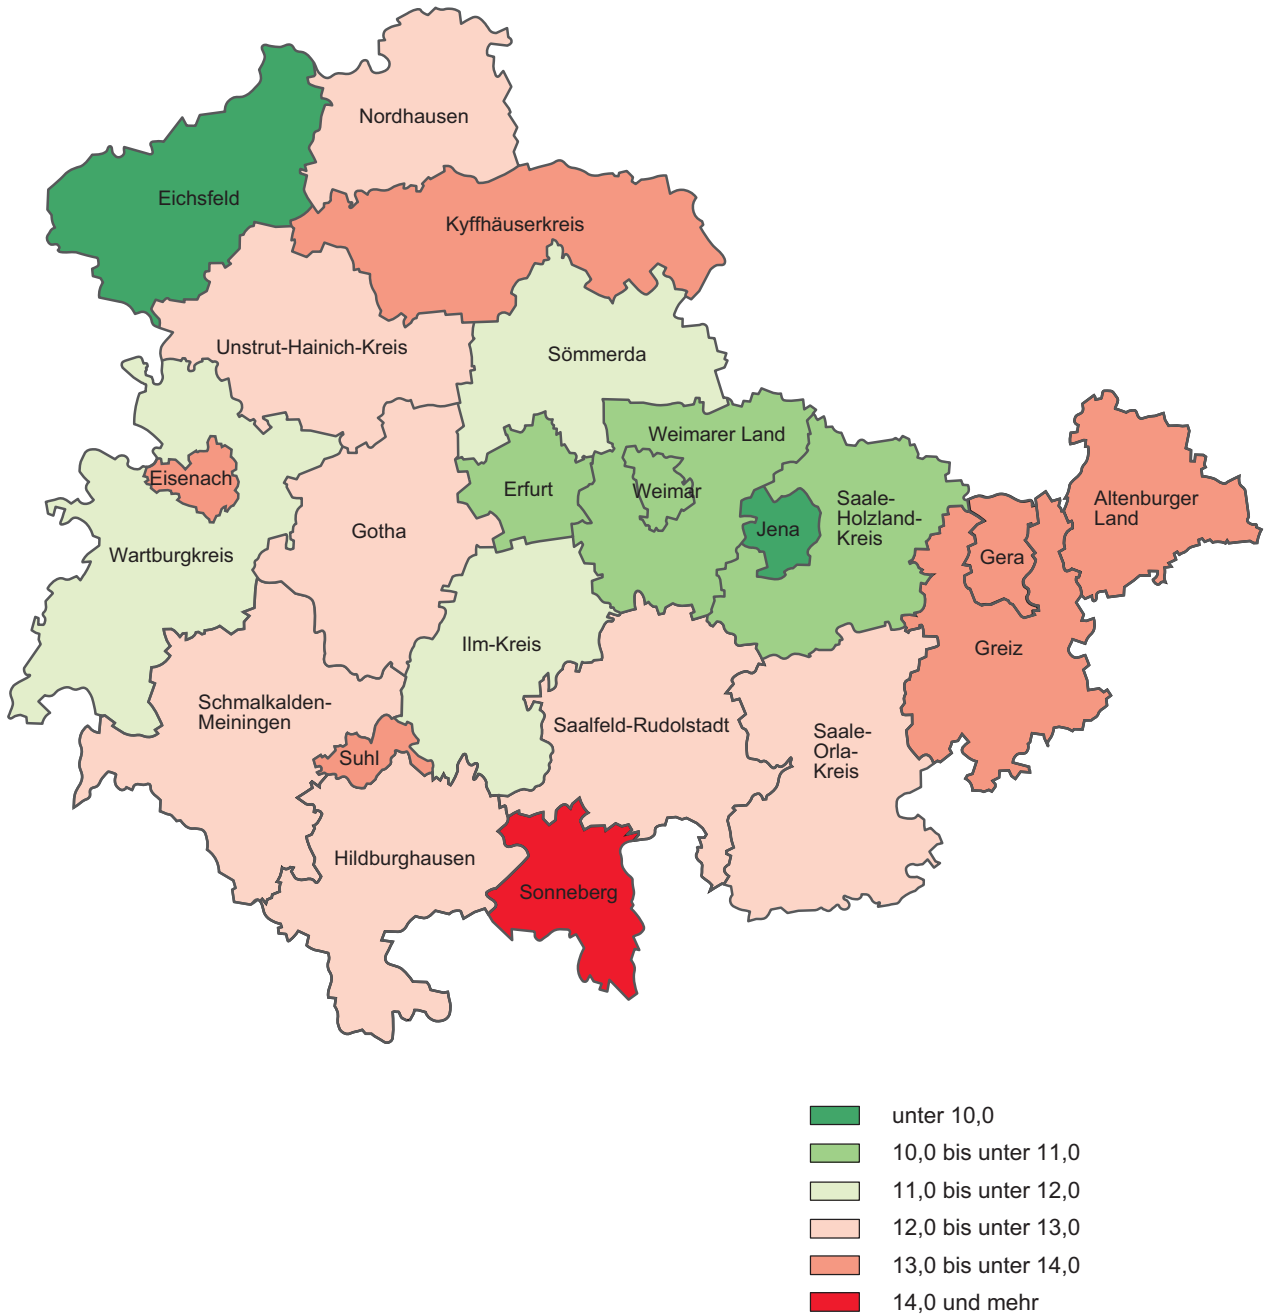 Nordhausen
Eichsfeld
Kyffhäuserkreis
Unstrut-Hainich-Kreis
Sömmerda
Weimarer Land
Eisenach
Erfurt
Weimar
Saale-
Holzland-
Kreis
Altenburger
Land
Gotha
Jena
Wartburgkreis
Gera
Ilm-Kreis
Greiz
Schmalkalden-
Meiningen
Saalfeld-Rudolstadt
Saale-
Orla-
Kreis
Suhl
Hildburghausen
Sonneberg
unter 10,0
10,0 bis unter 11,0
11,0 bis unter 12,0
12,0 bis unter 13,0
13,0 bis unter 14,0
14,0 und mehr